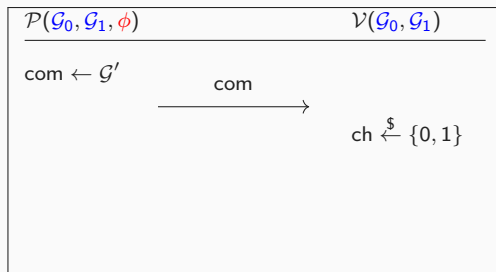 𝒫(𝒢₀, 𝒢₁, ϕ) 𝒱(𝒢₀, 𝒢₁)
com ← 𝒢′
com
ch ←$ {0, 1}